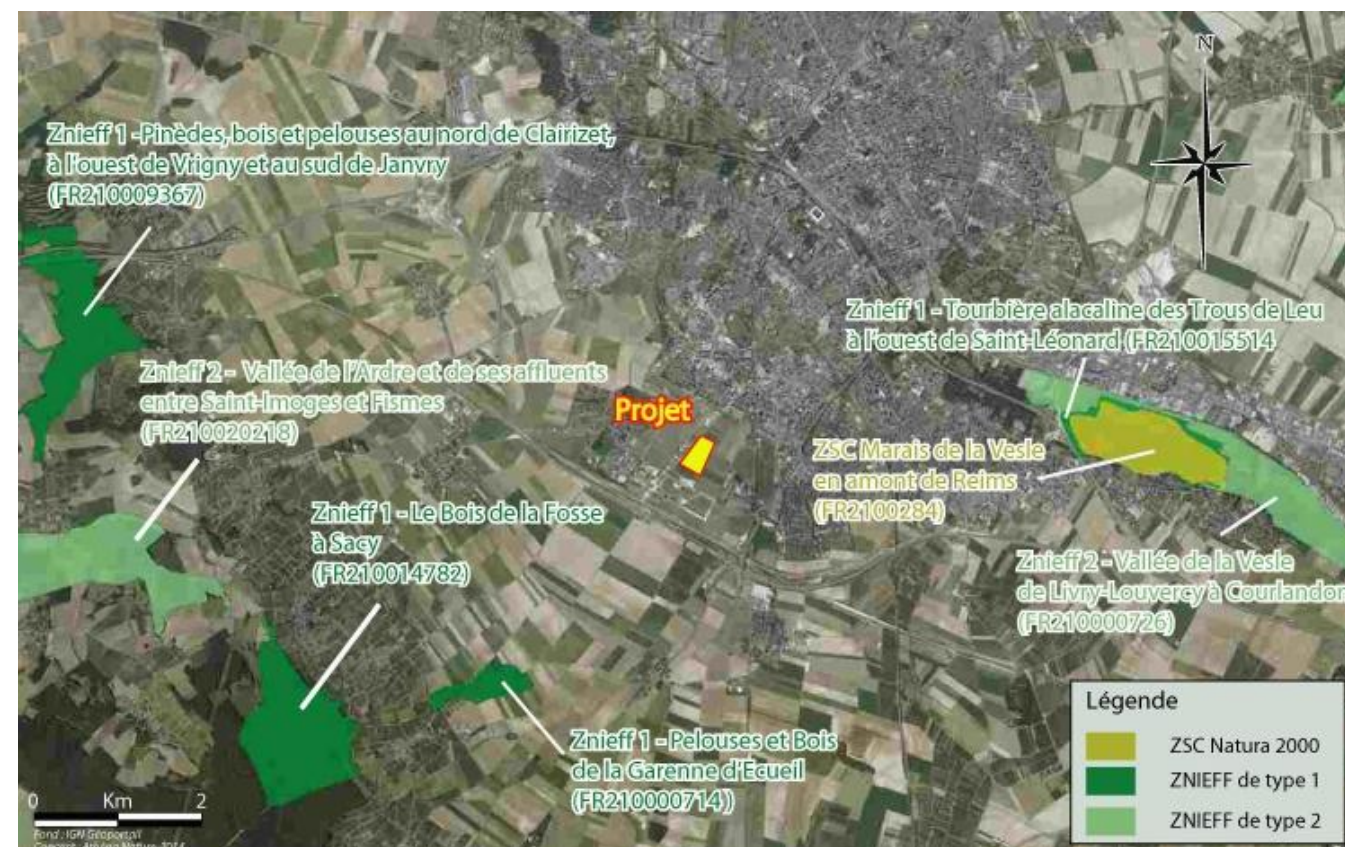 N
Znieff 1 - Pinèdes, bois et pelouses au nord de Clairizet,
à l'ouest de Vrigny et au sud de Janvry
(FR210009367)
Znieff 1 - Tourbière alacaline des Trous de Leu
à l'ouest de Saint-Léonard (FR210015514
Znieff 2 - Vallée de l'Ardre et de ses affluents
entre Saint-Imoges et Fismes
(FR210020218)
Projet
ZSC Marais de la Vesle
en amont de Reims
(FR2100284)
Znieff 1 - Le Bois de la Fosse
à Sacy
(FR210014782)
Znieff 2 - Vallée de la Vesle
de Livry-Louvercy à Courlandon
(FR210000726)
Znieff 1 - Pelouses et Bois
de la Garenne d'Ecueil
(FR210000714))
Légende
ZSC Natura 2000
ZNIEFF de type 1
ZNIEFF de type 2
0 Km 2
Fond : IGN Géoportail